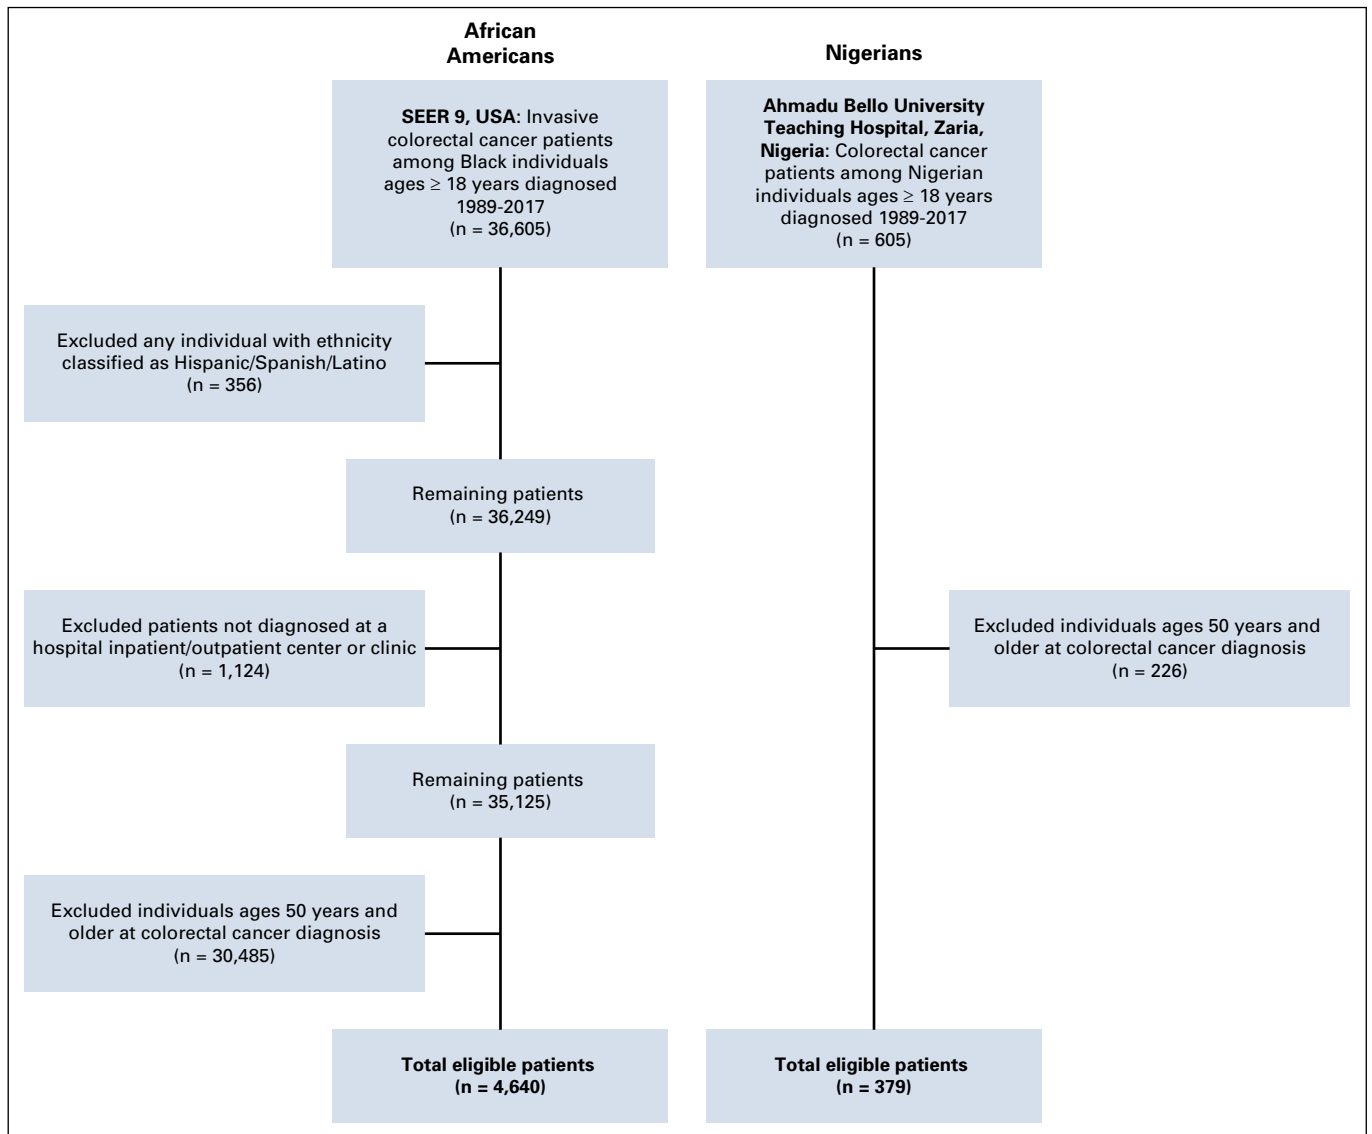 African
Americans
SEER 9, USA: Invasive
colorectal cancer patients
among Black individuals
ages ≥ 18 years diagnosed
1989-2017
(n = 36,605)
Excluded any individual with ethnicity
classified as Hispanic/Spanish/Latino
(n = 356)
Remaining patients
(n = 36,249)
Excluded patients not diagnosed at a
hospital inpatient/outpatient center or clinic
(n = 1,124)
Remaining patients
(n = 35,125)
Excluded individuals ages 50 years and
older at colorectal cancer diagnosis
(n = 30,485)
Total eligible patients
(n = 4,640)
Nigerians
Ahmadu Bello University
Teaching Hospital, Zaria,
Nigeria: Colorectal cancer
patients among Nigerian
individuals ages ≥ 18 years
diagnosed 1989-2017
(n = 605)
Excluded individuals ages 50 years and
older at colorectal cancer diagnosis
(n = 226)
Total eligible patients
(n = 379)